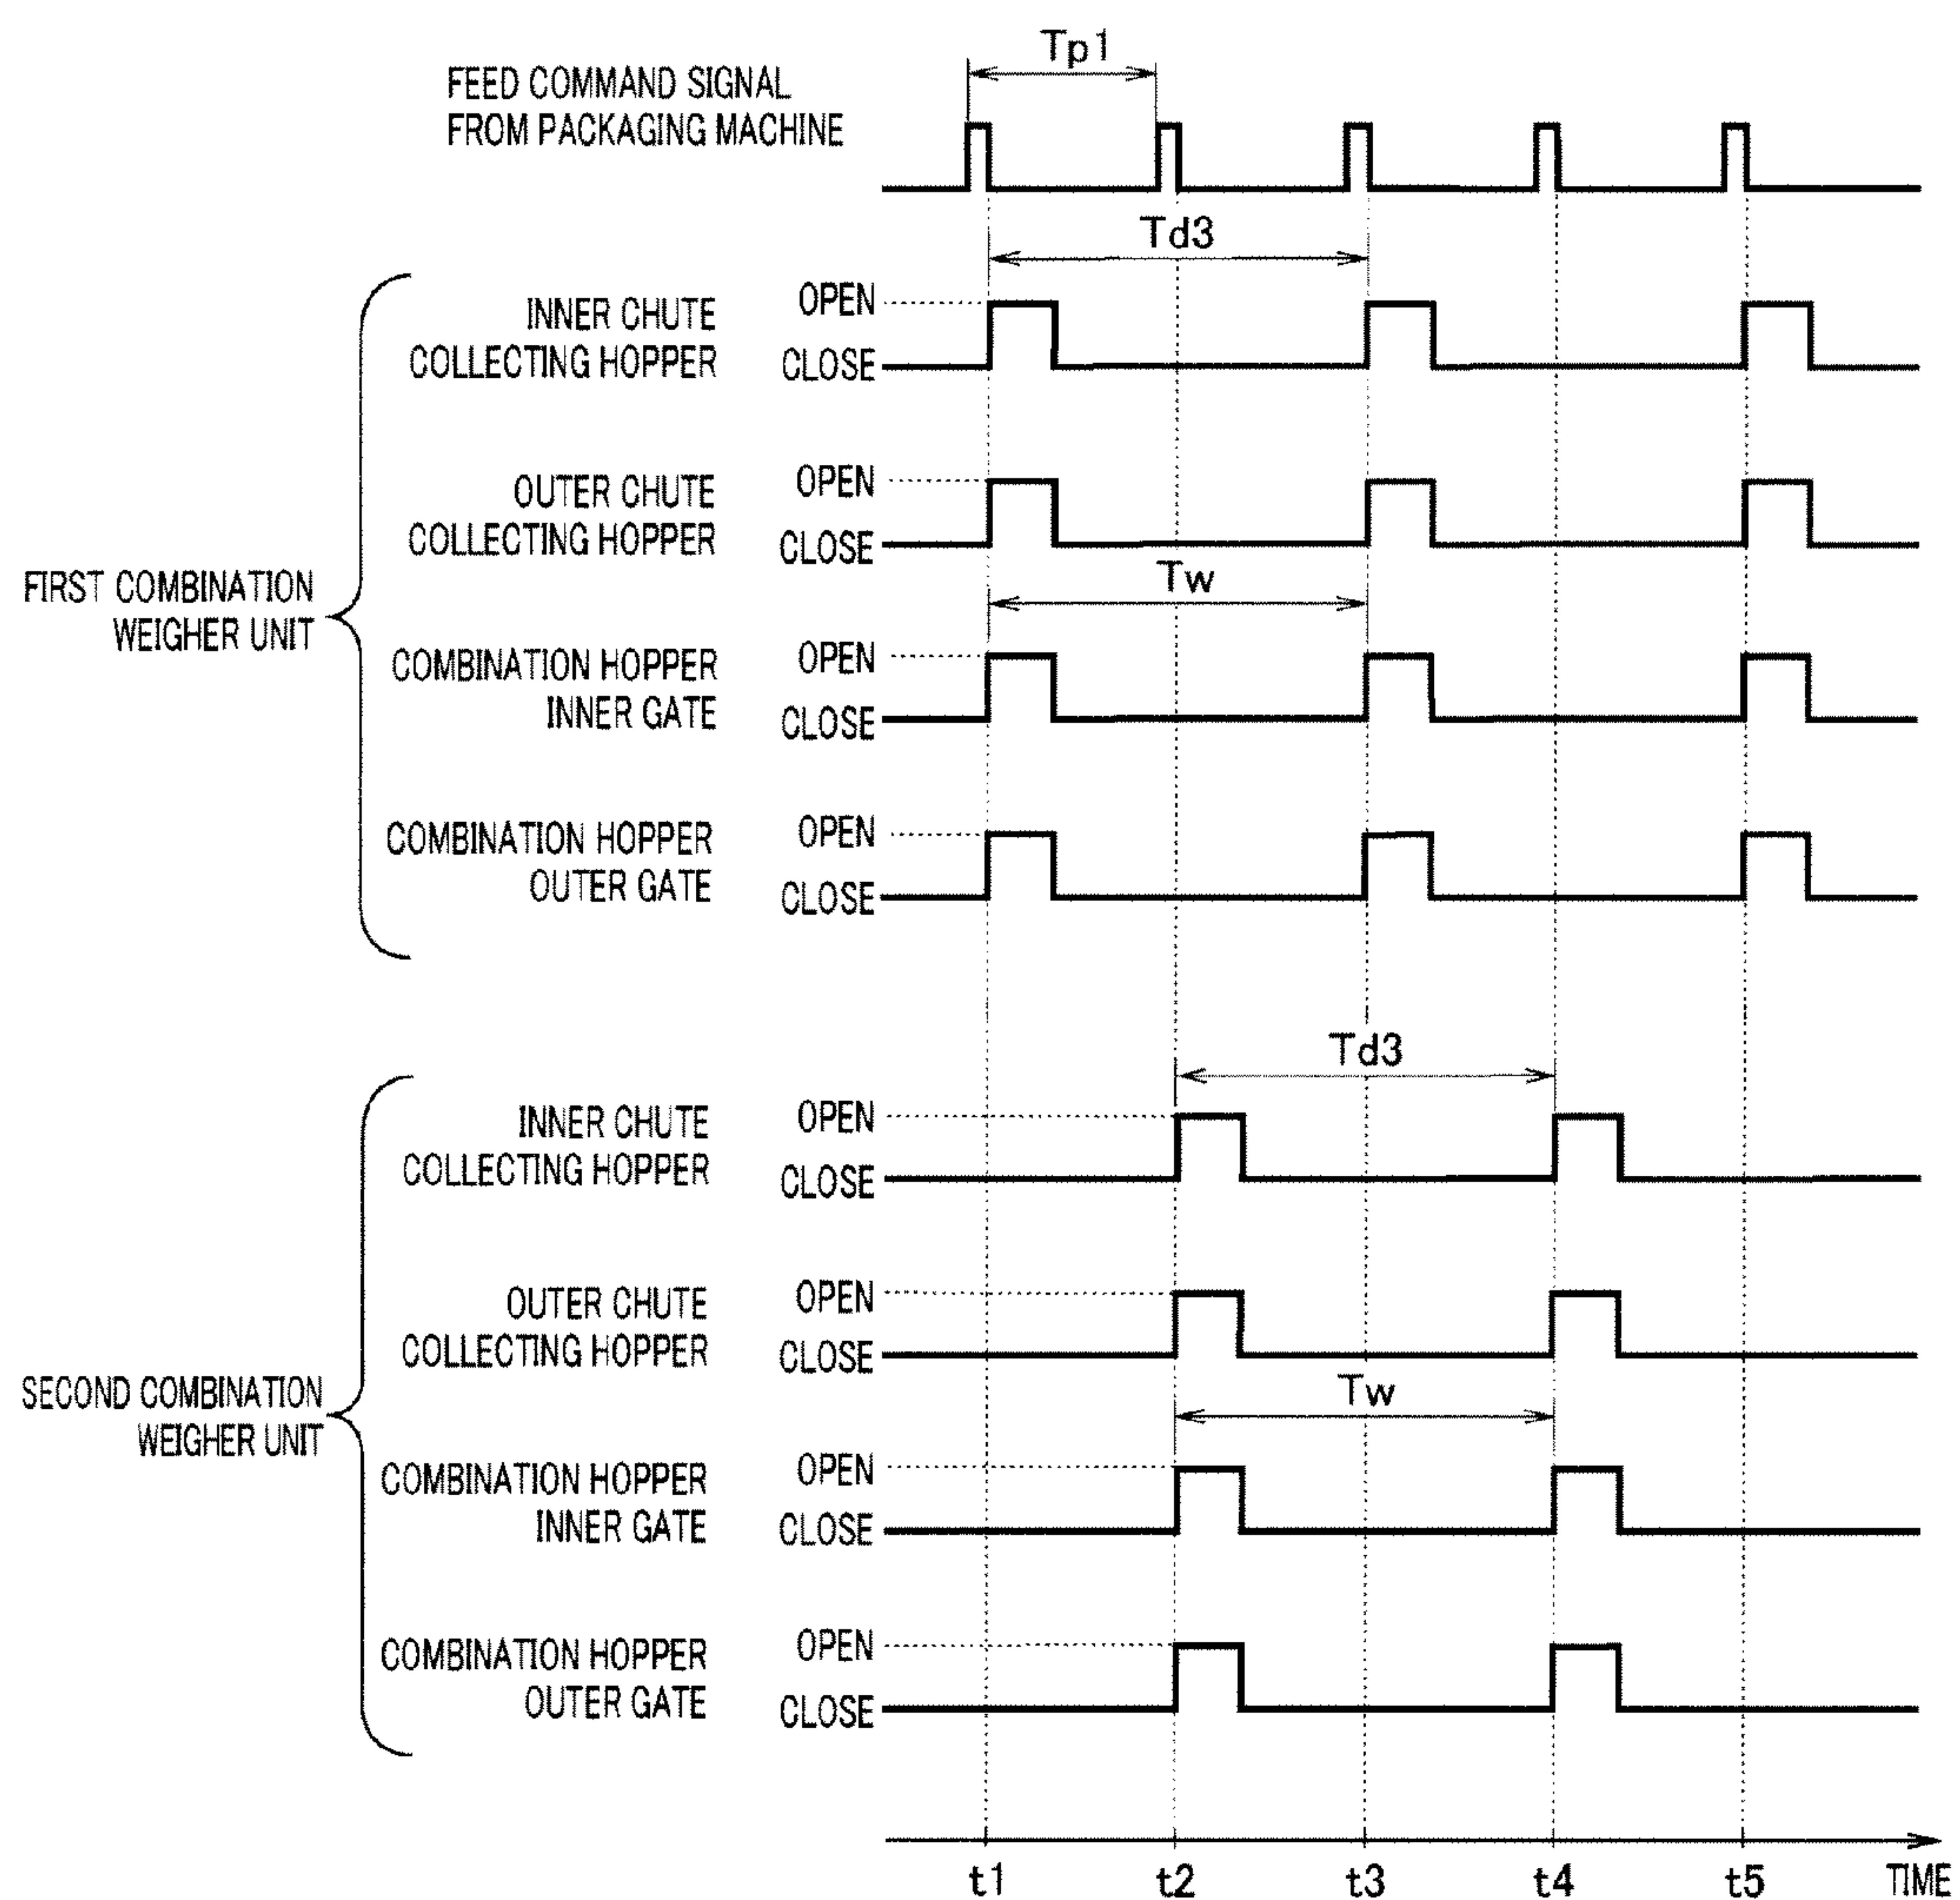 Tp1
FEED COMMAND SIGNAL
FROM PACKAGING MACHINE
Td3
FIRST COMBINATION
WEIGHER UNIT
INNER CHUTE
COLLECTING HOPPER
OPEN
CLOSE
OUTER CHUTE
COLLECTING HOPPER
OPEN
CLOSE
Tw
COMBINATION HOPPER
INNER GATE
OPEN
CLOSE
COMBINATION HOPPER
OUTER GATE
OPEN
CLOSE
Td3
SECOND COMBINATION
WEIGHER UNIT
INNER CHUTE
COLLECTING HOPPER
OPEN
CLOSE
OUTER CHUTE
COLLECTING HOPPER
OPEN
CLOSE
Tw
COMBINATION HOPPER
INNER GATE
OPEN
CLOSE
COMBINATION HOPPER
OUTER GATE
OPEN
CLOSE
t1 t2 t3 t4 t5 TIME